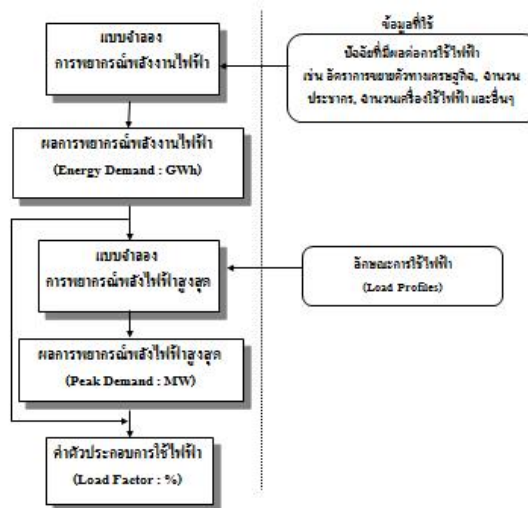 แบบจำลอง
การพยากรณ์พลังงานไฟฟ้า
ข้อมูลที่ใช้
ปัจจัยที่มีผลต่อการใช้ไฟฟ้า
เช่น อัตราการขยายตัวทางเศรษฐกิจ, จำนวน
ประชากร, จำนวนเครื่องใช้ไฟฟ้า และอื่นๆ
ผลการพยากรณ์พลังงานไฟฟ้า
(Energy Demand : GWh)
แบบจำลอง
การพยากรณ์พลังไฟฟ้าสูงสุด
ลักษณะการใช้ไฟฟ้า
(Load Profiles)
ผลการพยากรณ์พลังไฟฟ้าสูงสุด
(Peak Demand : MW)
ค่าตัวประกอบการใช้ไฟฟ้า
(Load Factor : %)